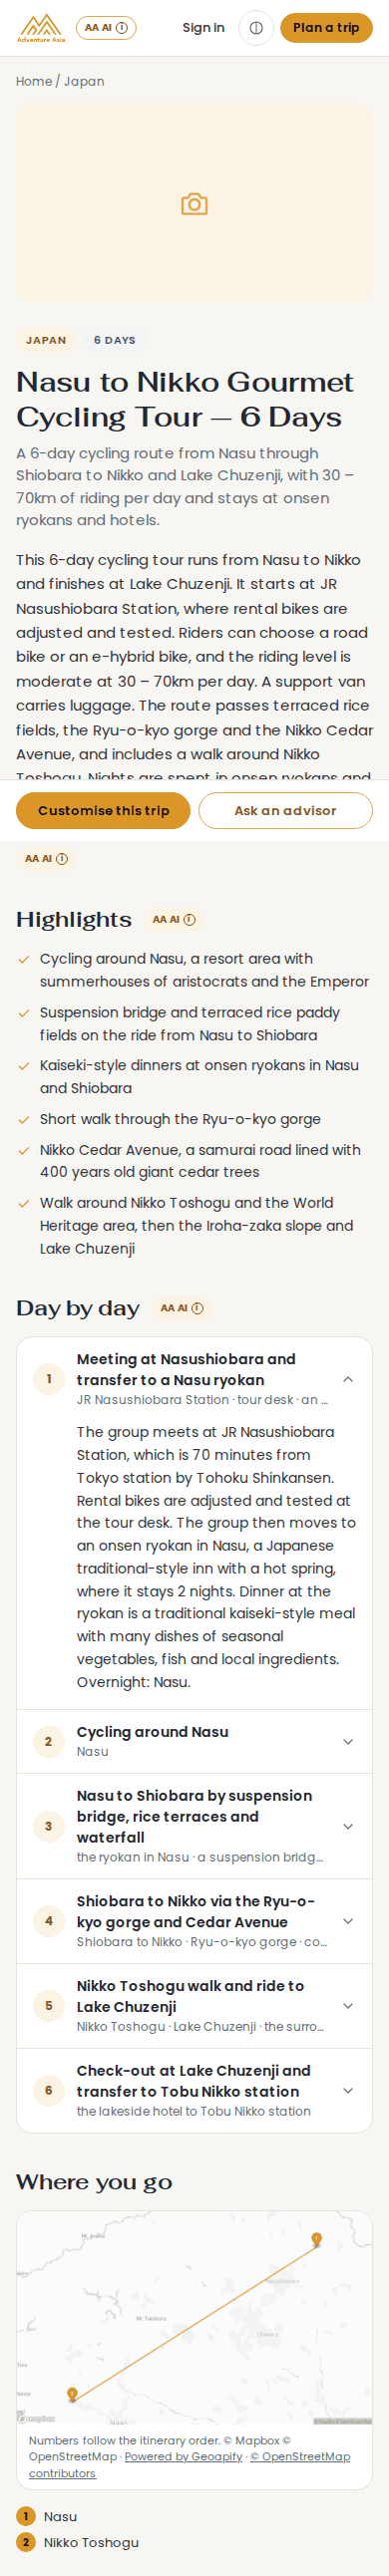 Adventure Asia
AA AI
Sign in
Plan a trip
Home / Japan
JAPAN
6 DAYS
Nasu to Nikko Gourmet
Cycling Tour — 6 Days
A 6-day cycling route from Nasu through
Shiobara to Nikko and Lake Chuzenji, with 30 –
70km of riding per day and stays at onsen
ryokans and hotels.
This 6-day cycling tour runs from Nasu to Nikko
and finishes at Lake Chuzenji. It starts at JR
Nasushiobara Station, where rental bikes are
adjusted and tested. Riders can choose a road
bike or an e-hybrid bike, and the riding level is
moderate at 30 – 70km per day. A support van
carries luggage. The route passes terraced rice
fields, the Ryu-o-kyo gorge and the Nikko Cedar
Avenue, and includes a walk around Nikko
Toshogu. Nights are spent in onsen ryokans and
Customise this trip
Ask an advisor
AA AI
Highlights
AA AI
Cycling around Nasu, a resort area with
summerhouses of aristocrats and the Emperor
Suspension bridge and terraced rice paddy
fields on the ride from Nasu to Shiobara
Kaiseki-style dinners at onsen ryokans in Nasu
and Shiobara
Short walk through the Ryu-o-kyo gorge
Nikko Cedar Avenue, a samurai road lined with
400 years old giant cedar trees
Walk around Nikko Toshogu and the World
Heritage area, then the Iroha-zaka slope and
Lake Chuzenji
Day by day
AA AI
1
Meeting at Nasushiobara and
transfer to a Nasu ryokan
JR Nasushiobara Station · tour desk · an ...
The group meets at JR Nasushiobara
Station, which is 70 minutes from
Tokyo station by Tohoku Shinkansen.
Rental bikes are adjusted and tested at
the tour desk. The group then moves to
an onsen ryokan in Nasu, a Japanese
traditional-style inn with a hot spring,
where it stays 2 nights. Dinner at the
ryokan is a traditional kaiseki-style meal
with many dishes of seasonal
vegetables, fish and local ingredients.
Overnight: Nasu.
2
Cycling around Nasu
Nasu
3
Nasu to Shiobara by suspension
bridge, rice terraces and
waterfall
the ryokan in Nasu · a suspension bridg...
4
Shiobara to Nikko via the Ryu-o-
kyo gorge and Cedar Avenue
Shiobara to Nikko · Ryu-o-kyo gorge · co...
5
Nikko Toshogu walk and ride to
Lake Chuzenji
Nikko Toshogu · Lake Chuzenji · the surro...
6
Check-out at Lake Chuzenji and
transfer to Tobu Nikko station
the lakeside hotel to Tobu Nikko station
Where you go
mapbox
Numbers follow the itinerary order. © Mapbox ©
OpenStreetMap · Powered by Geoapify · © OpenStreetMap
contributors
1 Nasu
2 Nikko Toshogu